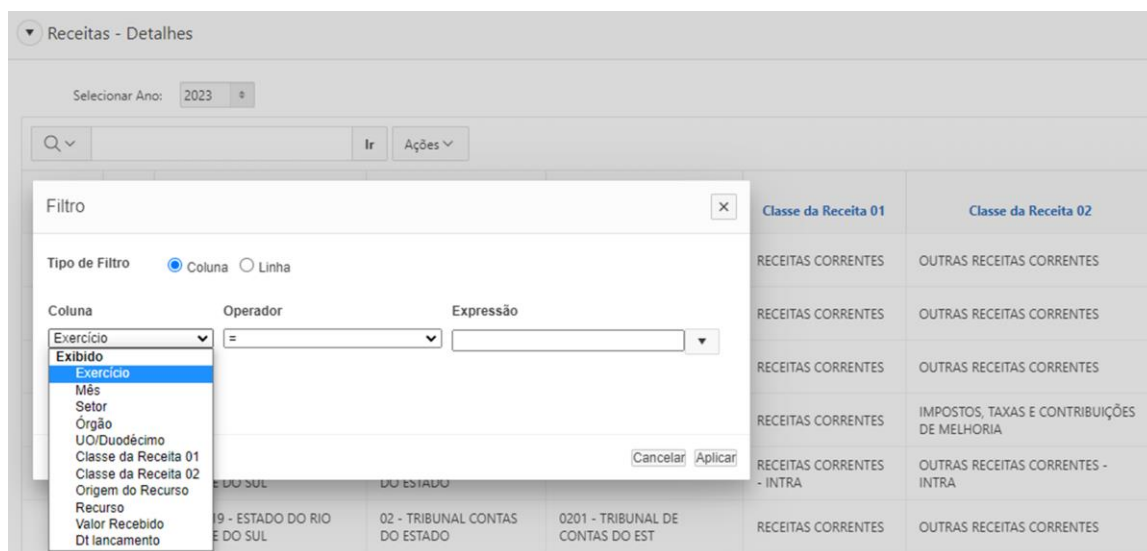 Receitas - Detalhes
Selecionar Ano: 2023
Ir Ações
Filtro
Classe da Receita 01 Classe da Receita 02
Tipo de Filtro Coluna Linha
RECEITAS CORRENTES OUTRAS RECEITAS CORRENTES
Coluna Operador Expressão
RECEITAS CORRENTES OUTRAS RECEITAS CORRENTES
Exercício =
Exibido
Exercício
Mês
Setor
Órgão
UO/Duodécimo
Classe da Receita 01
Classe da Receita 02
Origem do Recurso
Recurso
Valor Recebido
Dt lancamento
RECEITAS CORRENTES OUTRAS RECEITAS CORRENTES
RECEITAS CORRENTES IMPOSTOS, TAXAS E CONTRIBUIÇÕES
DE MELHORIA
Cancelar Aplicar
RECEITAS CORRENTES OUTRAS RECEITAS CORRENTES -
- INTRA INTRA
E DO SUL DO ESTADO
19 - ESTADO DO RIO 02 - TRIBUNAL CONTAS 0201 - TRIBUNAL DE
E DO SUL DO ESTADO CONTAS DO EST
RECEITAS CORRENTES OUTRAS RECEITAS CORRENTES